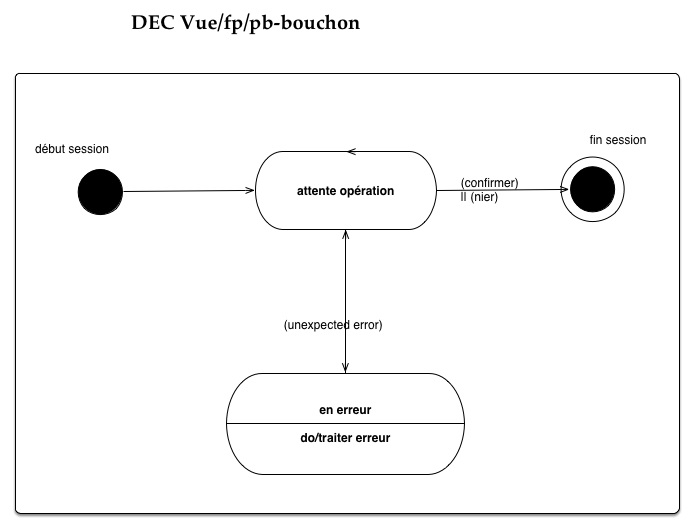 DEC Vue/fp/pb-bouchon
début session
fin session
attente opération
(confirmer)
|| (nier)
(unexpected error)
en erreur
do/traiter erreur